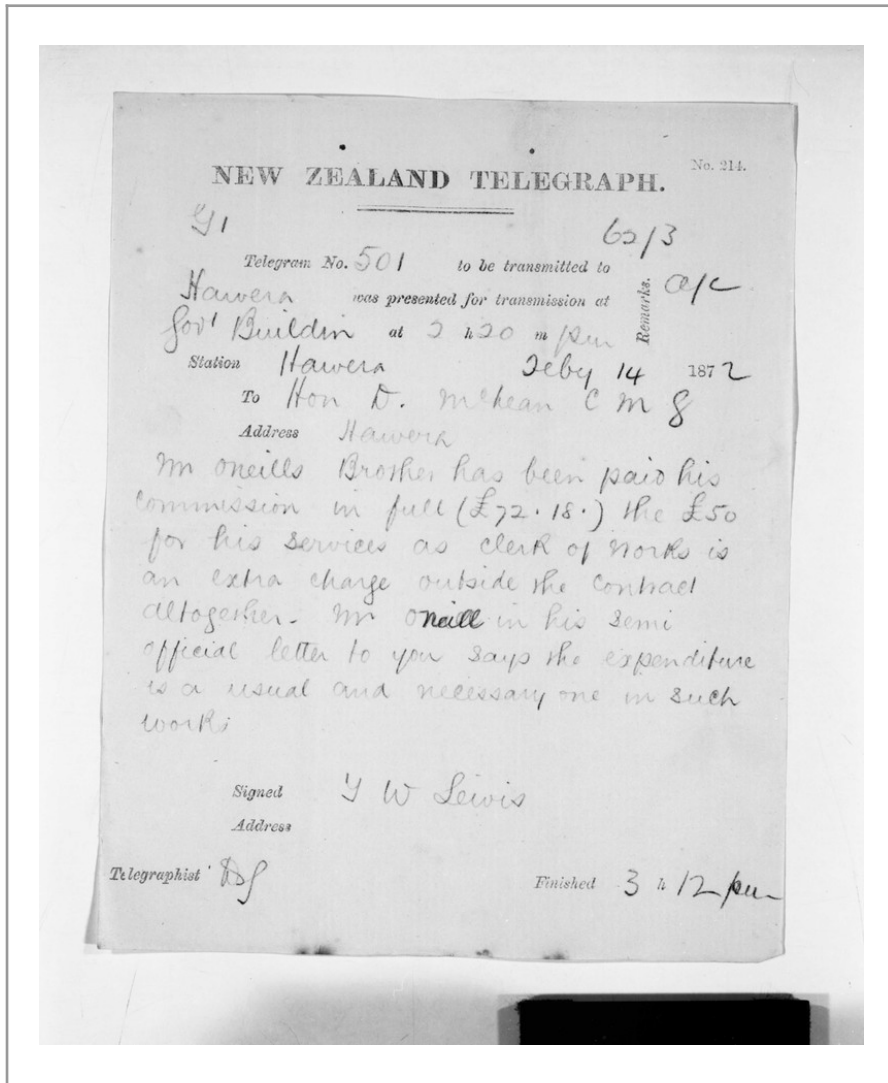 No. 214.
NEW ZEALAND TELEGRAPH.
62/3
Telegram No. 501 to be transmitted to
Hawera was presented for transmission at
Remarks. a/c
Govt Buildin at 2 h 20 m pm
Station Hawera Feby 14 1872
To Hon D. McLean C M G
Address Hawera
Mr Oneills Brother has been paid his
Commission in full (£72.18.) the £50
for his services as clerk of works is
an extra charge outside the contract
altogether. Mr Oneill in his semi
official letter to you says the expenditure
is a usual and necessary one in such
works
Signed W Lewis
Address
Telegraphist
Finished 3 h 12 pm